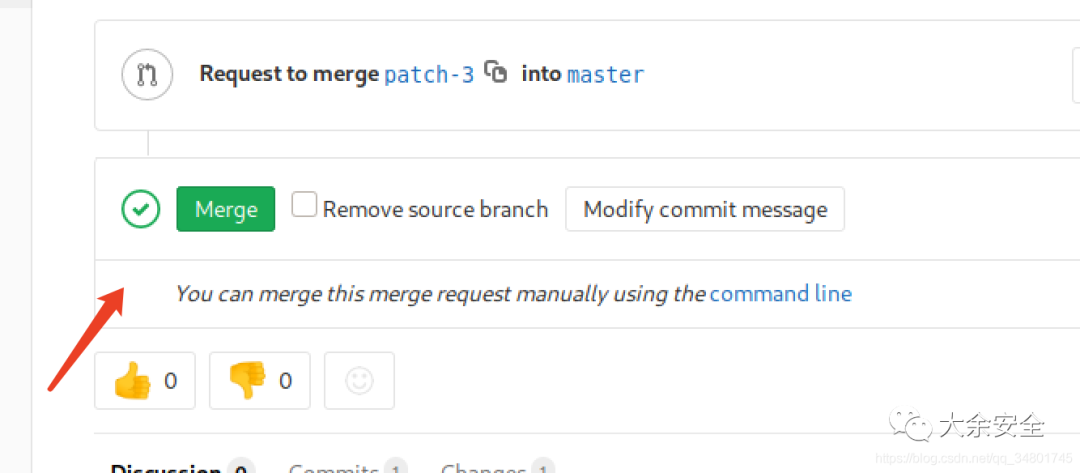 Request to merge patch-3 into master
Merge Remove source branch Modify commit message
You can merge this merge request manually using the command line
0 0
Discussion 0 Commits 1 Changes 1
大余安全
https://blog.csdn.net/qq_34801745